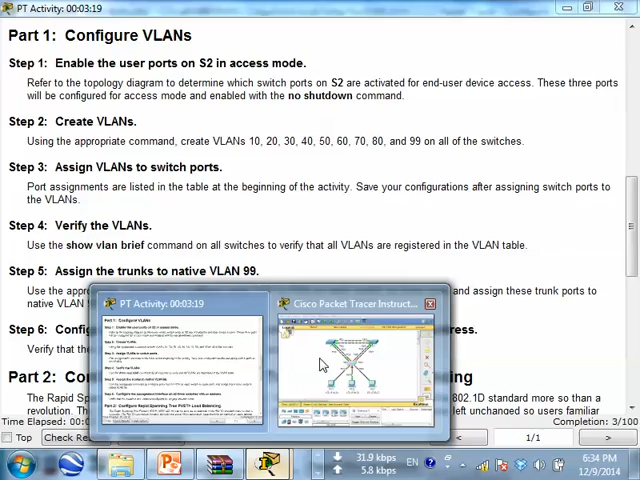 PT Activity: 00:03:19
Part 1: Configure VLANs
Step 1: Enable the user ports on S2 in access mode.
Refer to the topology diagram to determine which switch ports on S2 are activated for end-user device access. These three ports
will be configured for access mode and enabled with the no shutdown command.
Step 2: Create VLANs.
Using the appropriate command, create VLANs 10, 20, 30, 40, 50, 60, 70, 80, and 99 on all of the switches.
Step 3: Assign VLANs to switch ports.
Port assignments are listed in the table at the beginning of the activity. Save your configurations after assigning switch ports to
the VLANs.
Step 4: Verify the VLANs.
Use the show vlan brief command on all switches to verify that all VLANs are registered in the VLAN table.
Step 5: Assign the trunks to native VLAN 99.
Use the appr
and assign these trunk ports to
native VLAN 9
PT Activity: 00:03:19
Cisco Packet Tracer Instruct...
Step 6: Config
ress.
Verify that
Part 2: Co
ncing
The Rapid Spa
802.1D standard more so than a
revolution. The
left unchanged so users familiar
Time Elapsed: 00:0
Completion: 3/100
Top
Check Re
<
1/1
>
31.9 kbps
5.8 kbps
EN
6:34 PM
12/9/2014